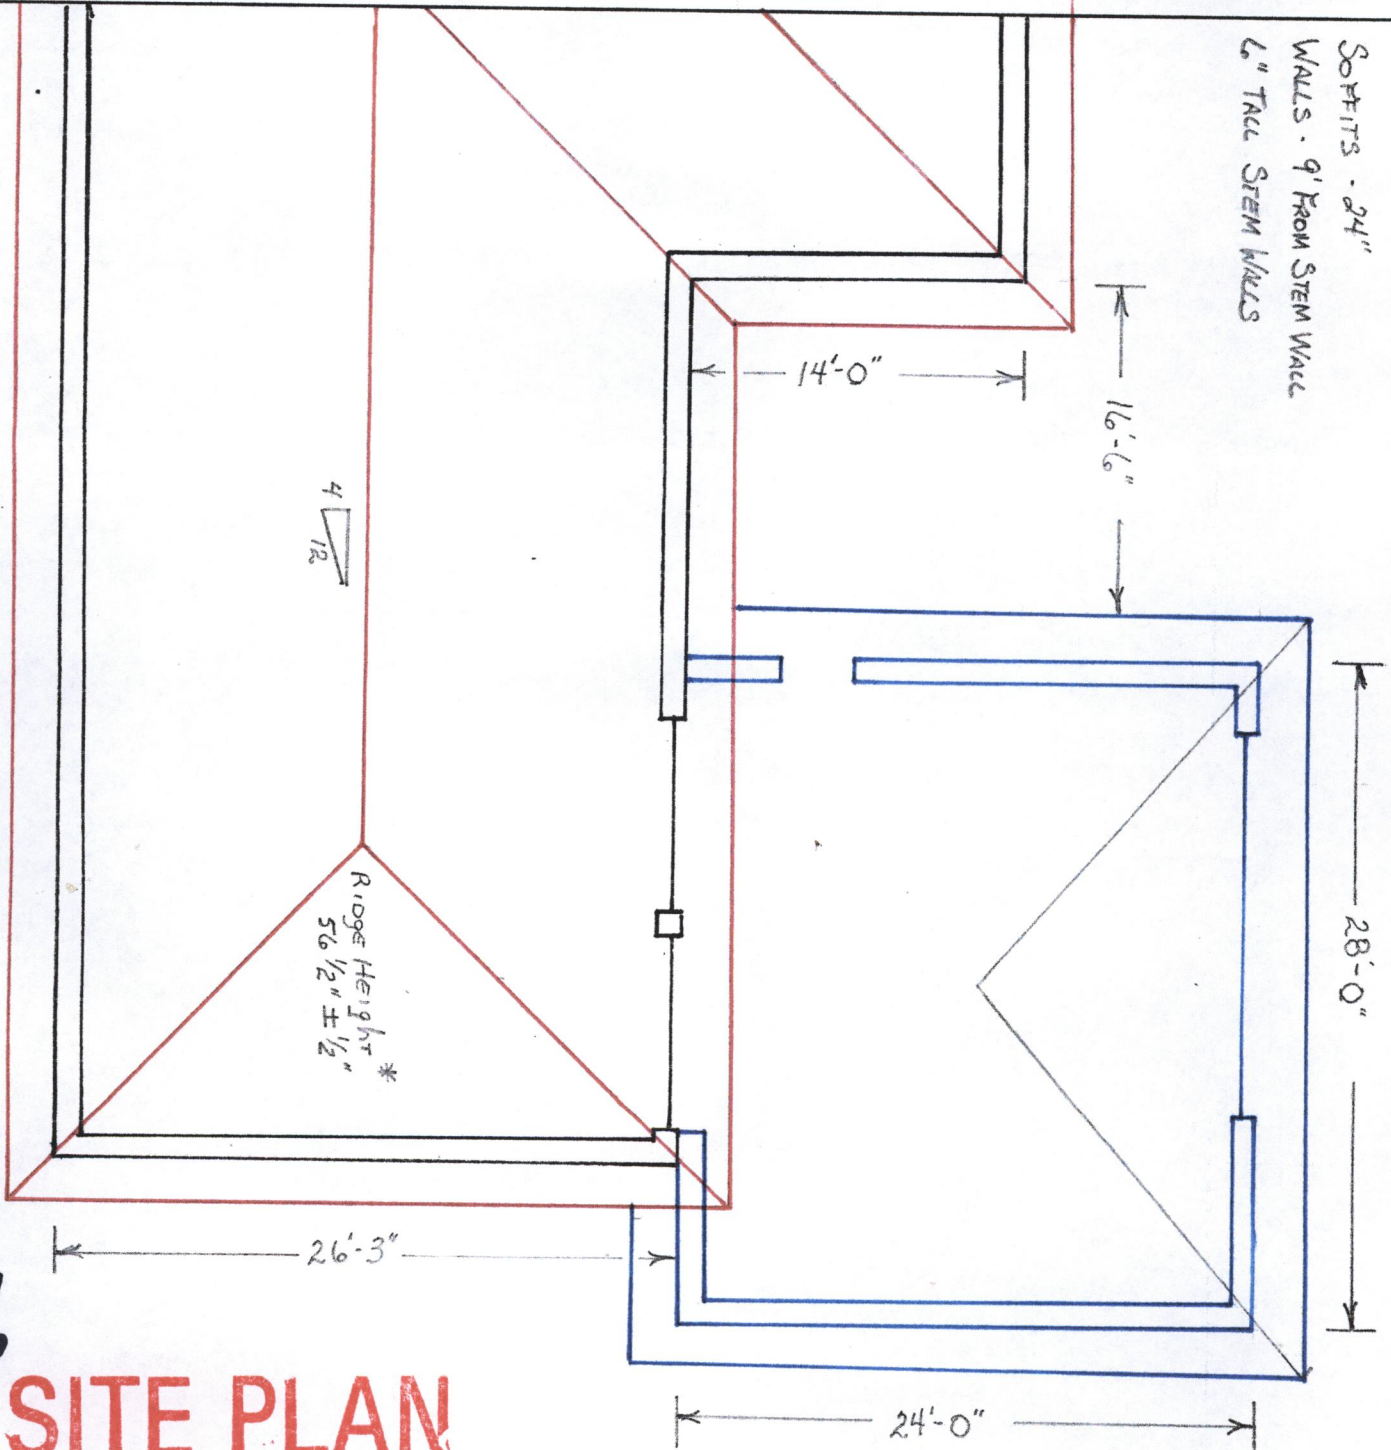 SOFFITS · 24"
WALLS · 9' FROM STEM WALL
6" TALL STEM WALLS
14'-0"
16'-6"
4
12
28'-0"
RIDGE HEIGHT *
56 1/2" ± 1/2"
26'-3"
24'-0"
SITE PLAN